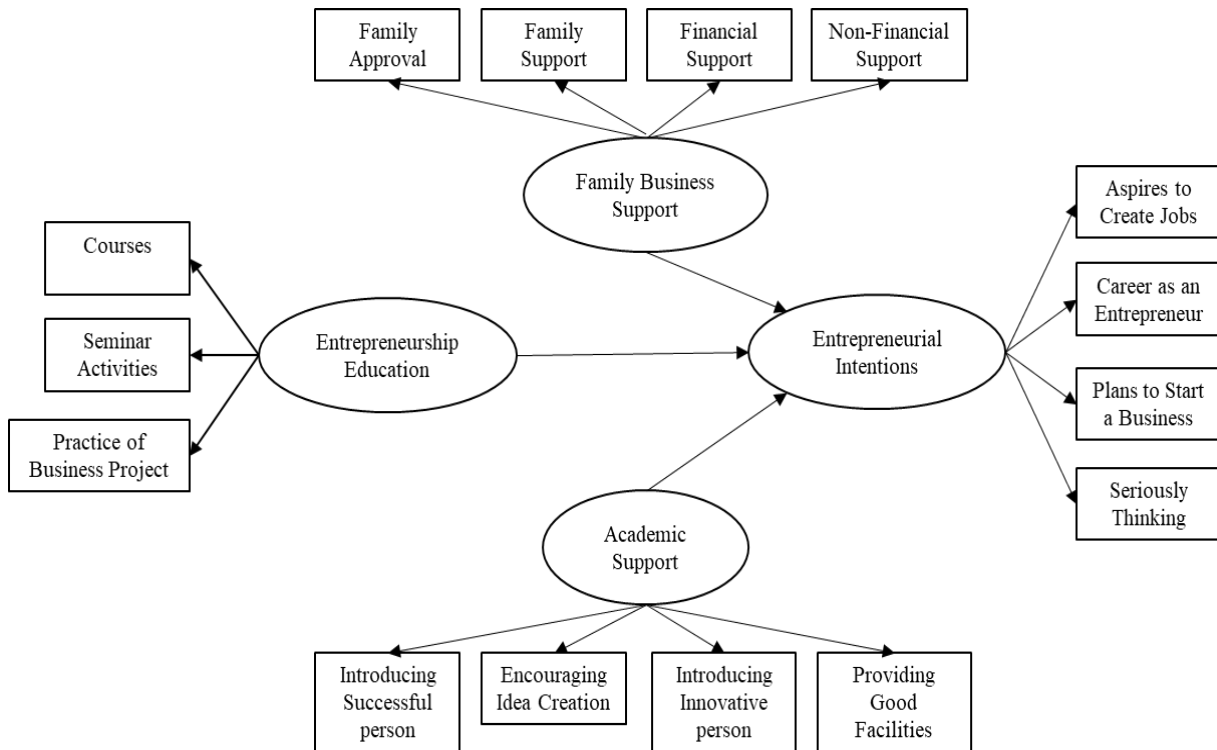 Family
Approval
Family
Support
Financial
Support
Non-Financial
Support
Family Business
Support
Aspires to
Create Jobs
Courses
Career as an
Entrepreneur
Seminar
Activities
Entrepreneurship
Education
Entrepreneurial
Intentions
Plans to Start
a Business
Practice of
Business Project
Seriously
Thinking
Academic
Support
Introducing
Successful
person
Encouraging
Idea Creation
Introducing
Innovative
person
Providing
Good
Facilities